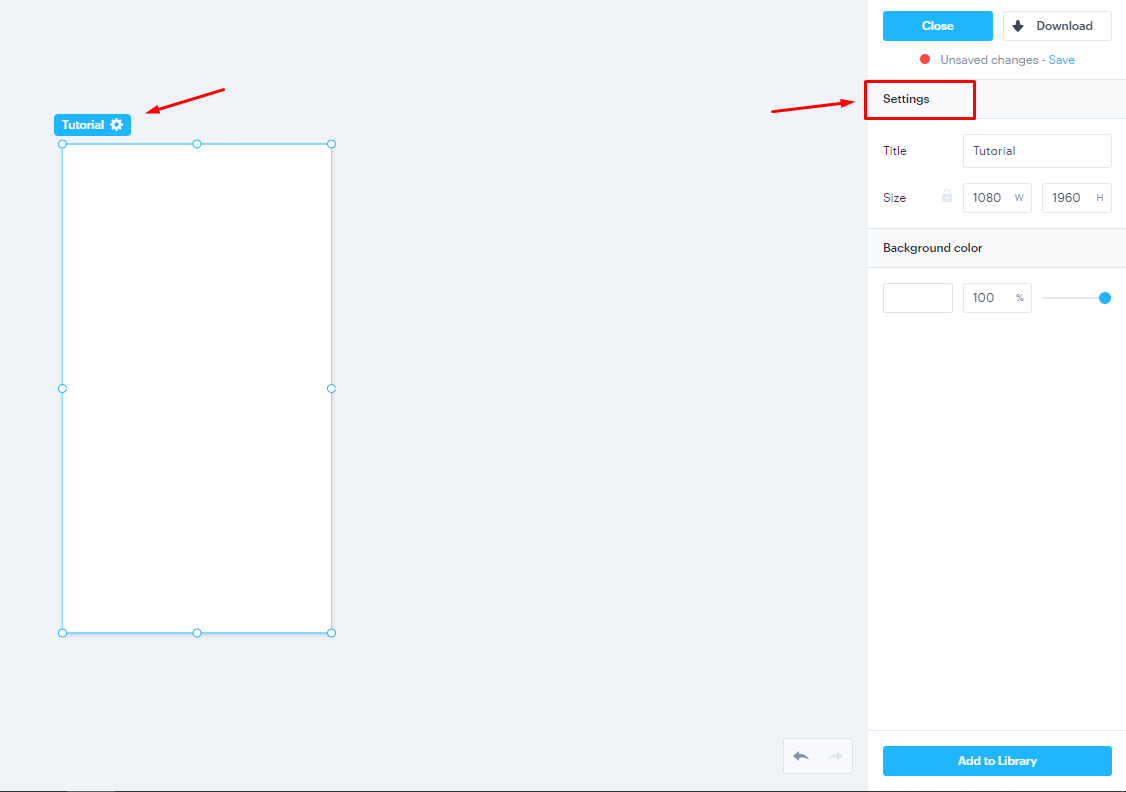 Close
Download
Unsaved changes - Save
Tutorial
Settings
Title
Tutorial
Size
1080 W
1960 H
Background color
100 %
Add to Library